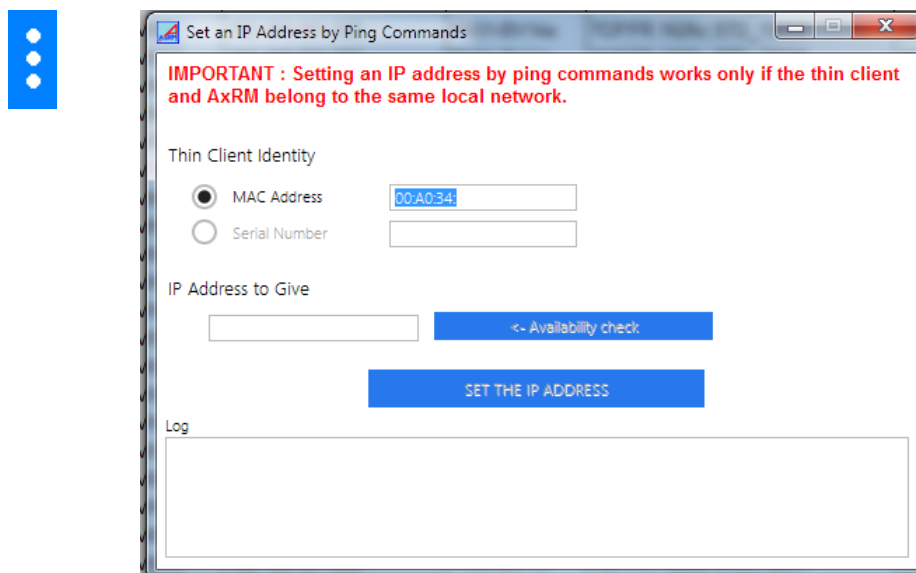 Set an IP Address by Ping Commands
IMPORTANT : Setting an IP address by ping commands works only if the thin client
and AxRM belong to the same local network.
Thin Client Identity
MAC Address 00:A0:34:
Serial Number
IP Address to Give
<- Availability check
SET THE IP ADDRESS
Log